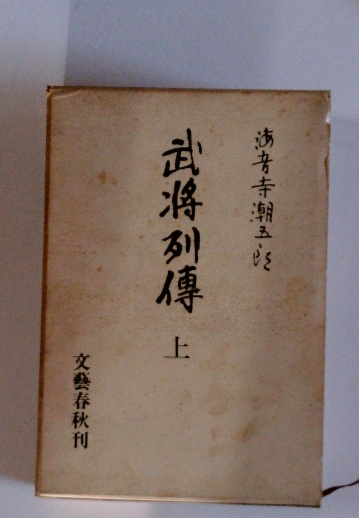 海音寺潮五郎
武将列傳
上
文藝春秋刊